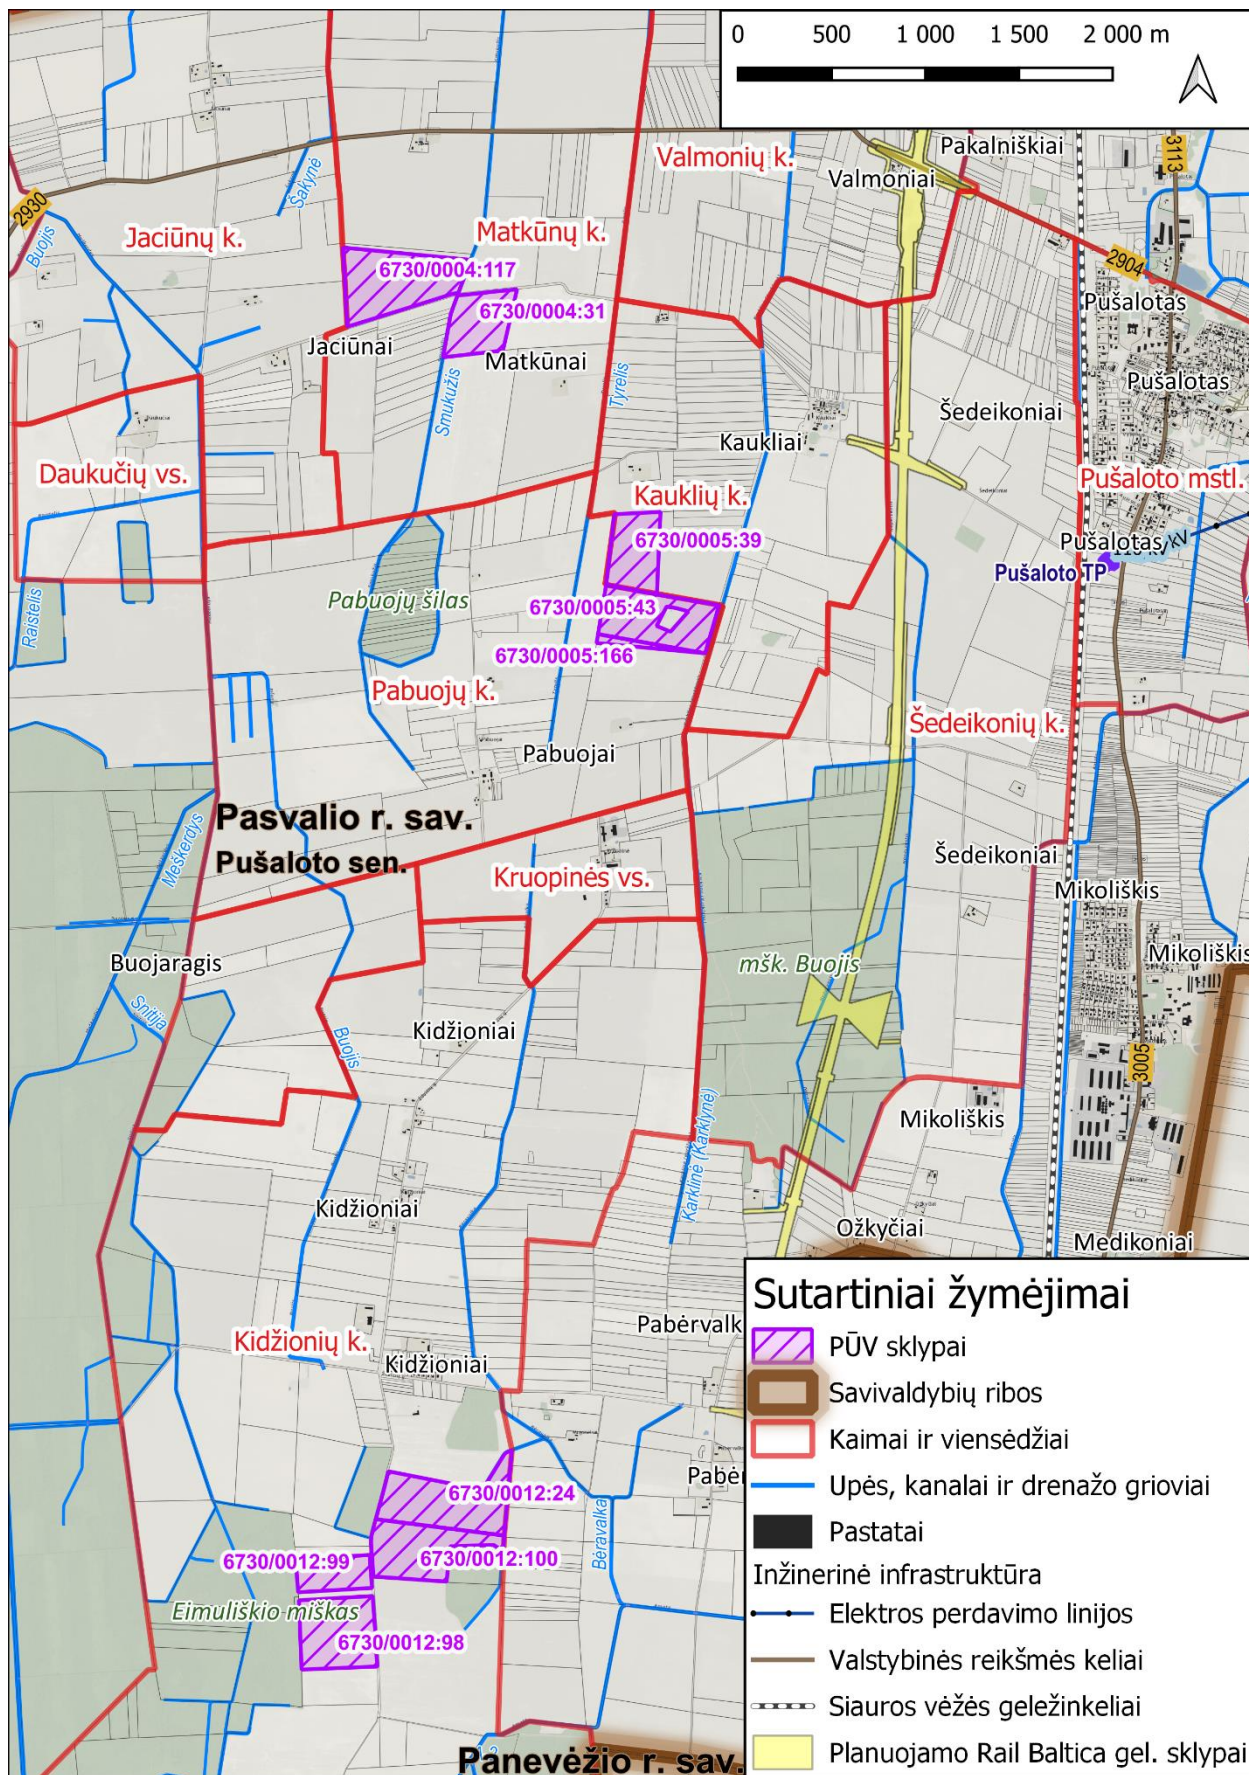 0 500 1 000 1 500 2 000 m
Pakalniškiai
3113
Valmonių k.
Valmoniai
Šakynė
2930
Buojis
Jaciūnų k.
Matkūnų k.
2904
6730/0004:117
6730/0004:31
Pušalotas
Jaciūnai
Matkūnai
Smukužis
Tyrelis
Pušalotas
Šedeikoniai
Kaukliai
Daukučių vs.
Kauklių k.
Pušaloto mstl.
6730/0005:39
Pušalotas
Pušaloto TP
Raistelis
Pabuojų šilas
6730/0005:43
6730/0005:166
Pabuojų k.
Šedeikonių k.
Pabuojai
Pasvalio r. sav.
Pušaloto sen.
Meškerdys
Kruopinės vs.
Šedeikoniai
Mikoliškis
Buojaragis
mšk. Buojis
Mikoliškis
Snitija
Buojis
Kidžioniai
3005
Karklinė (Karklynė)
Mikoliškis
Kidžioniai
Ožkyčiai
Medikoniai
Kidžionių k.
Pabėrvalk
Kidžioniai
Pabėr
6730/0012:24
Bėravalka
6730/0012:99
6730/0012:100
Eimuliškio miškas
6730/0012:98
A-2
Panevėžio r. sav.
Sutartiniai žymėjimai
PŪV sklypai
Savivaldybių ribos
Kaimai ir viensėdžiai
Upės, kanalai ir drenažo grioviai
Pastatai
Inžinerinė infrastruktūra
Elektros perdavimo linijos
Valstybinės reikšmės keliai
Siauros vėžės geležinkeliai
Planuojamo Rail Baltica gel. sklypai